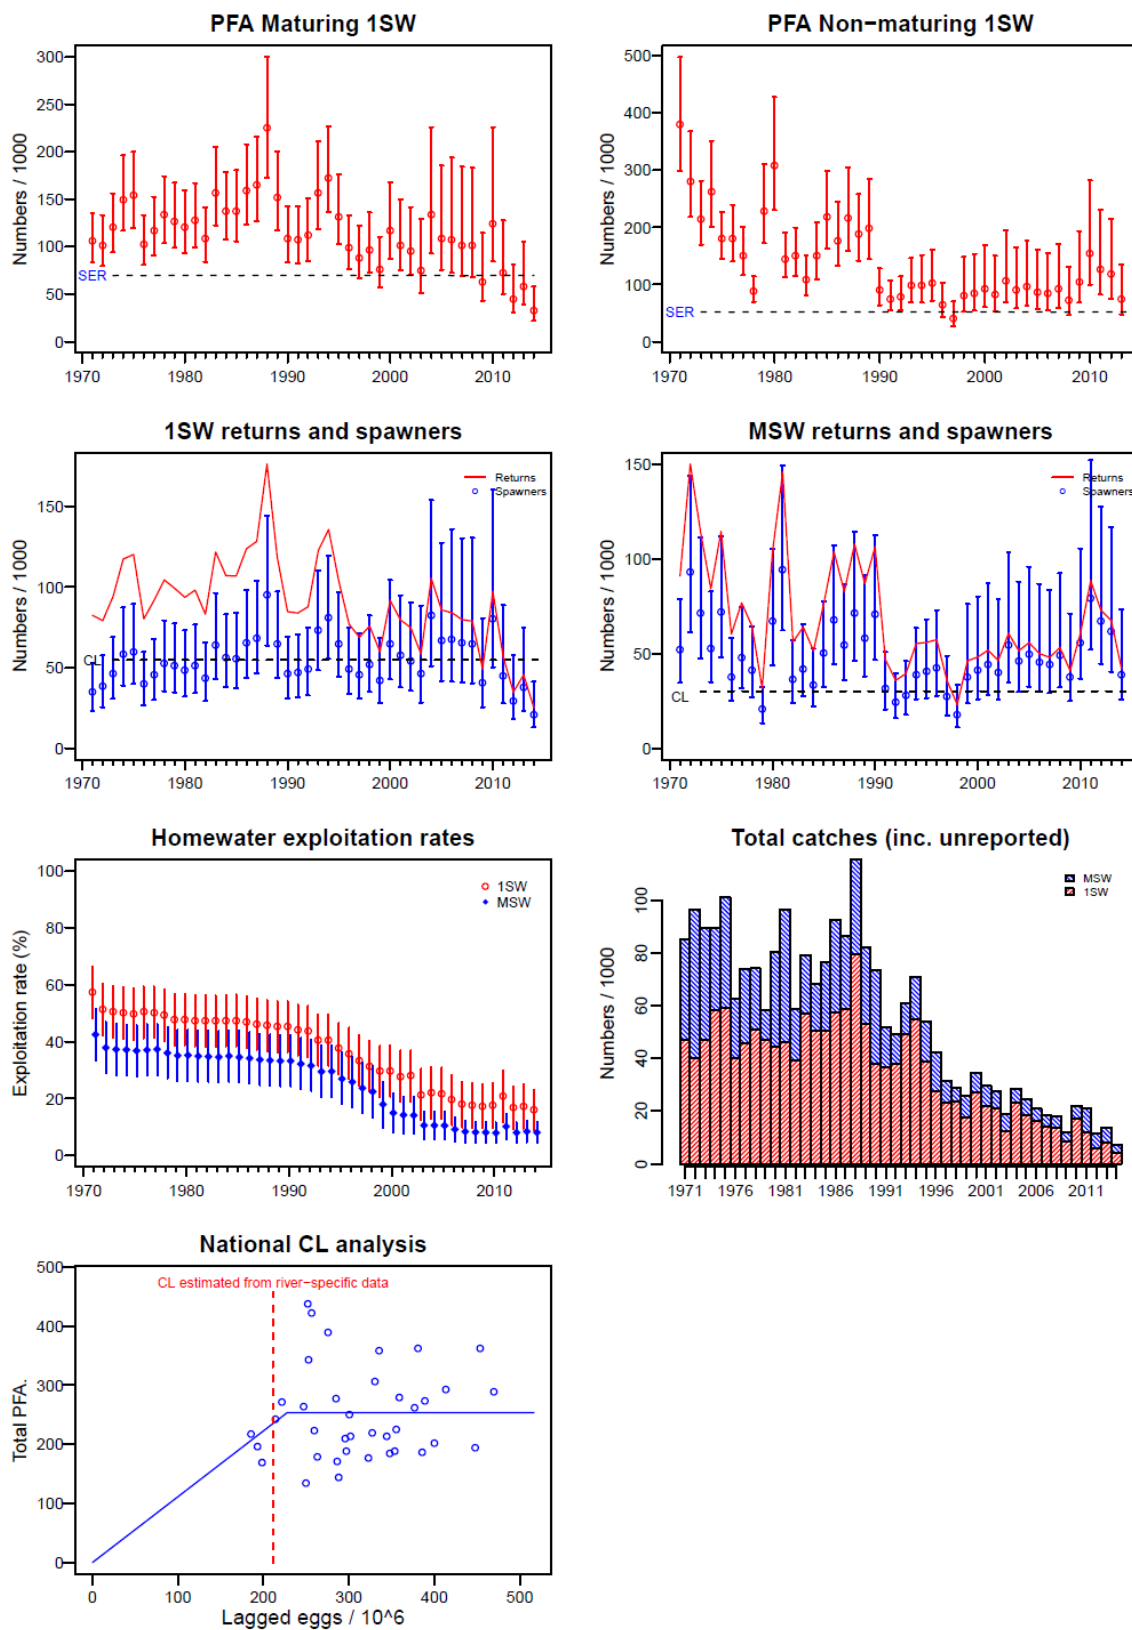 PFA Maturing 1SW
PFA Non−maturing 1SW
Numbers / 1000
300
250
200
150
100
50
0
SER
1970 1980 1990 2000 2010
Numbers / 1000
500
400
300
200
100
0
SER
1970 1980 1990 2000 2010
1SW returns and spawners
MSW returns and spawners
Numbers / 1000
150
100
50
0
CL
Returns
Spawners
1970 1980 1990 2000 2010
Numbers / 1000
150
100
50
0
CL
Returns
Spawners
1970 1980 1990 2000 2010
Homewater exploitation rates
Total catches (inc. unreported)
Exploitation rate (%)
100
80
60
40
20
0
1SW
MSW
1970 1980 1990 2000 2010
Numbers / 1000
100
80
60
40
20
0
MSW
1SW
1971 1976 1981 1986 1991 1996 2001 2006 2011
National CL analysis
Total PFA.
500
400
300
200
100
0
CL estimated from river−specific data
0 100 200 300 400 500
Lagged eggs / 10^6